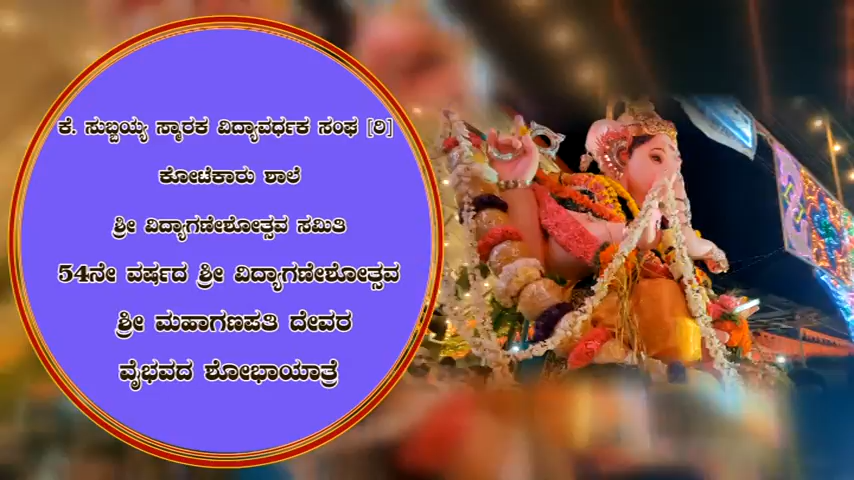 ಕೆ. ಸುಬ್ಬಯ್ಯ ಸ್ಮಾರಕ ವಿದ್ಯಾವರ್ಧಕ ಸಂಘ [ರಿ]
ಕೋಟೆಕಾರು ಶಾಲೆ
ಶ್ರೀ ವಿದ್ಯಾಗಣೇಶೋತ್ಸವ ಸಮಿತಿ
54ನೇ ವರ್ಷದ ಶ್ರೀ ವಿದ್ಯಾಗಣೇಶೋತ್ಸವ
ಶ್ರೀ ಮಹಾಗಣಪತಿ ದೇವರ
ವೈಭವದ ಶೋಭಾಯಾತ್ರೆ